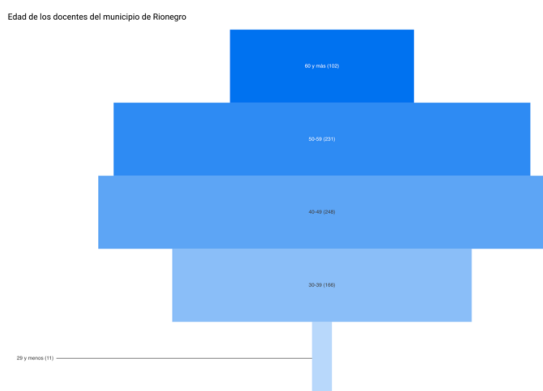 Edad de los docentes del municipio de Rionegro
60 y más (102)
50-59 (231)
40-49 (248)
30-39 (166)
29 y menos (11)